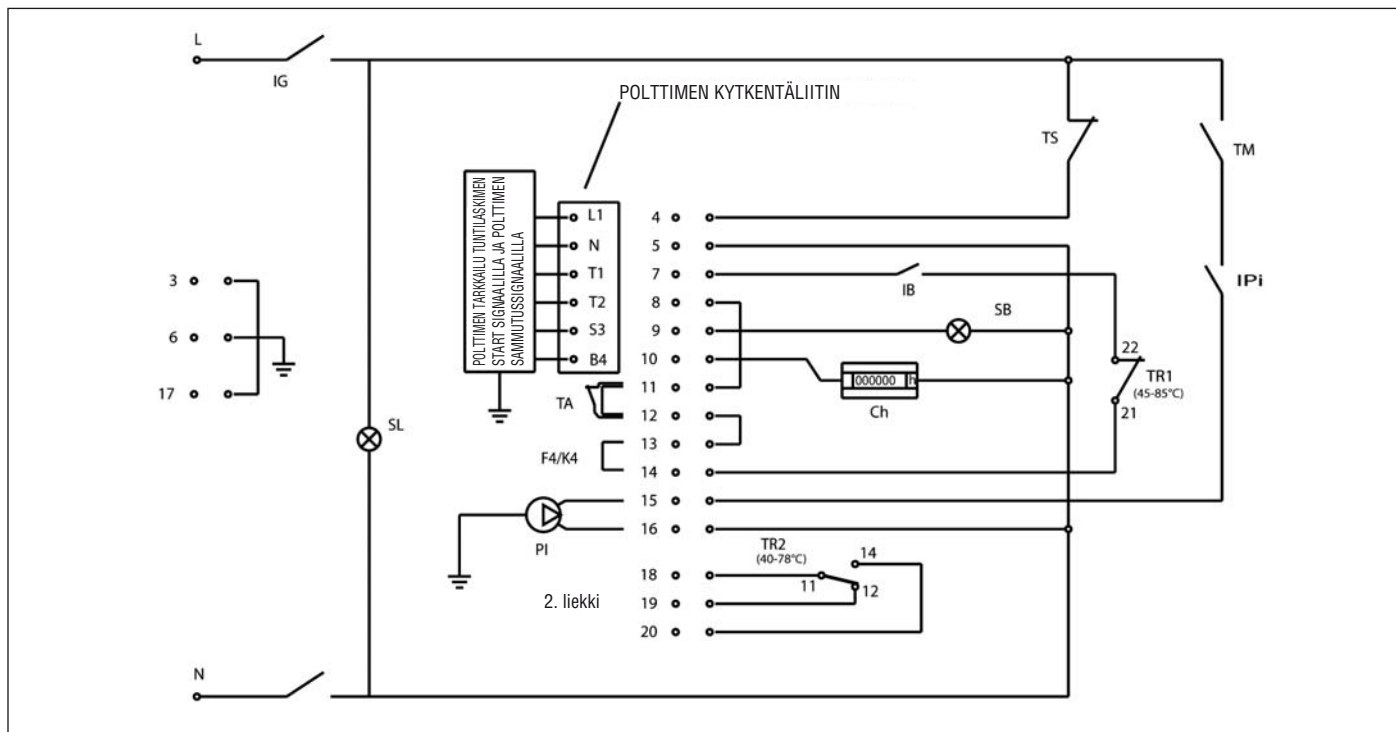 L
IG
POLTTIMEN KYTKENTÄLIITIN
TS
TM
POLTTIMEN TARKKAILU TUNTILASKIMEN
START SIGNAALILLA JA POLTTIMEN
SAMMUTUSSIGNAALILLA
L1
N
T1
T2
S3
B4
4
5
7
8
9
10
11
12
13
14
15
16
18
19
20
3
6
17
IB
SB
IPi
22
TR1
(45-85°C)
21
000000 h
Ch
TA
SL
F4/K4
PI
TR2
(40-78°C)
14
11
12
2. liekki
N